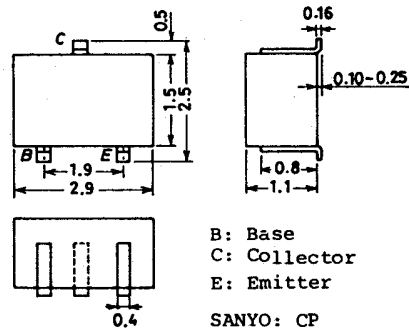 C
0.5
0.16
1.5
2.5
0.10-0.25
B
E
1.9
2.9
0.8
1.1
0.4
B: Base
C: Collector
E: Emitter
SANYO: CP